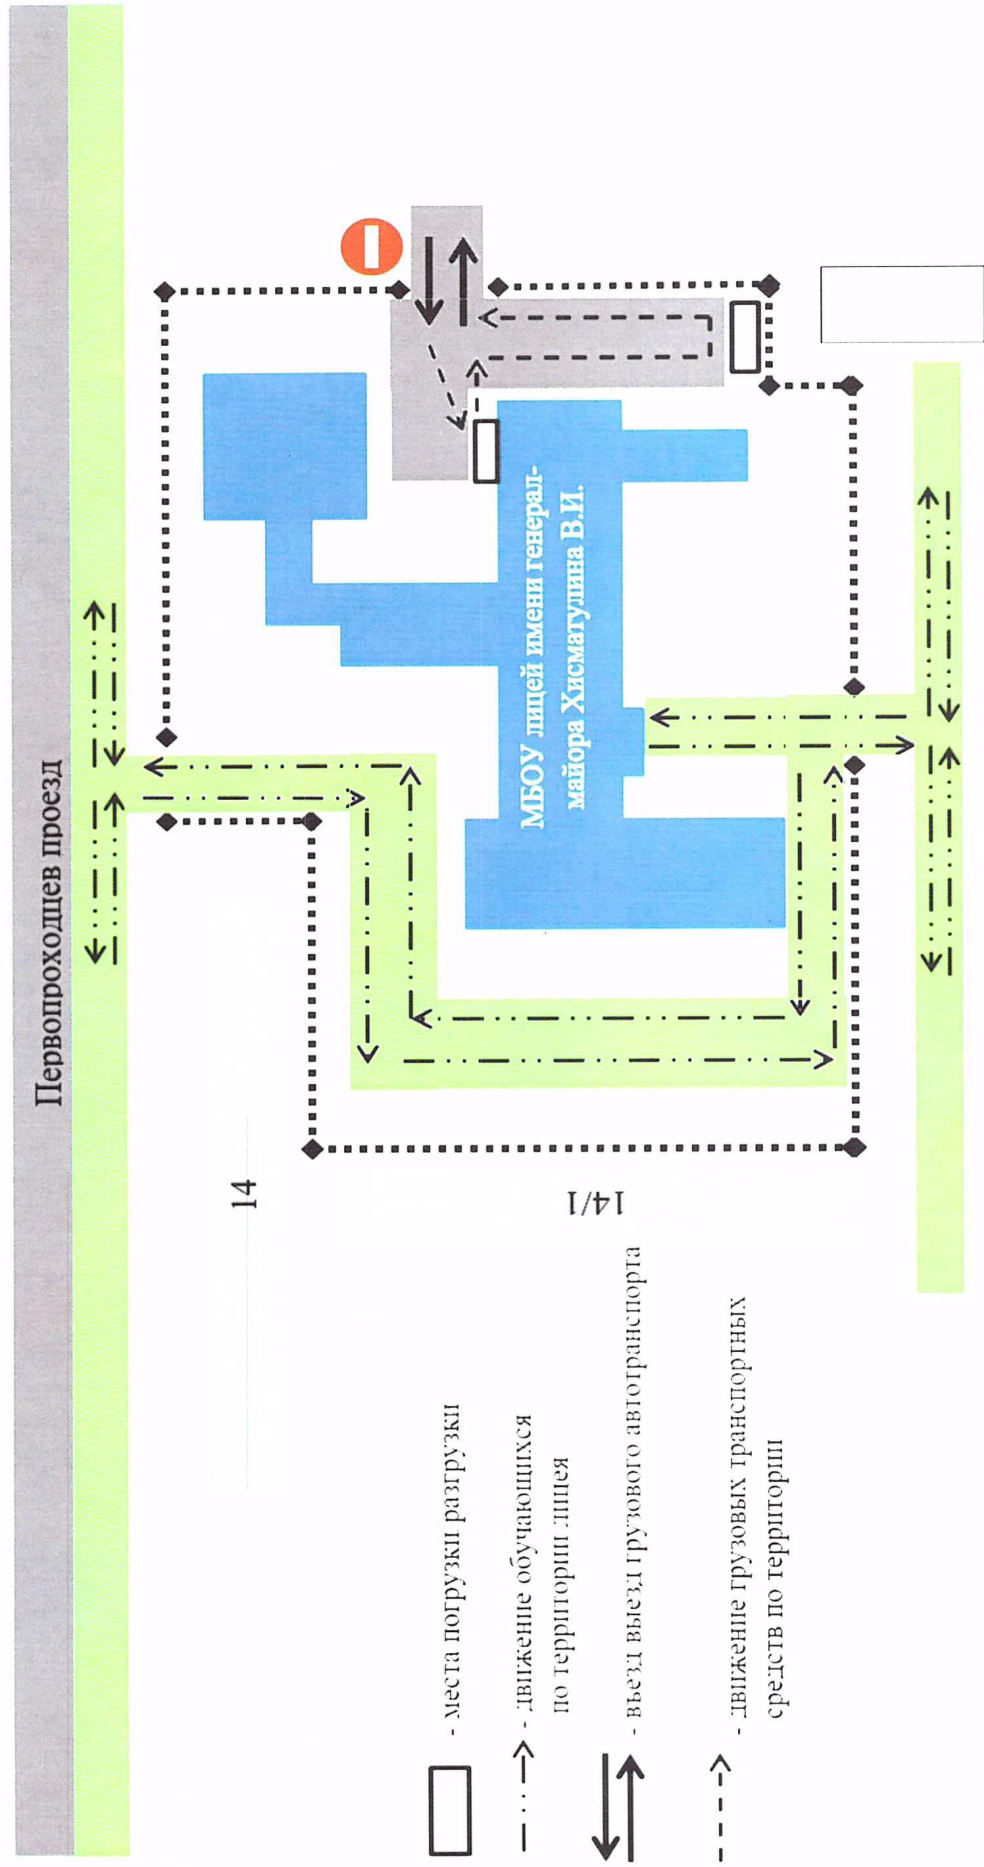 Первопроходцев проезд
14
14/1
МБОУ лицей имени генерал-
майора Хисматулина В.И.
- места погрузки разгрузки
- движение обучающихся
по территории лицея
- въезд выезд грузового автотранспорта
- движение грузовых транспортных
средств по территории